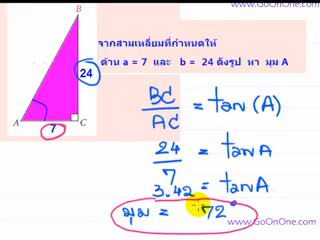 www.GoOnOne.com
B
จากสามเหลี่ยมที่กำหนดให้
24
ด้าน a = 7 และ b = 24 ดังรูป หา มุม A
A
C
7
BC/AC = tan (A)
24/7 = tan A
3.42 = tan A
มุม = 72°
www.GoOnOne.com